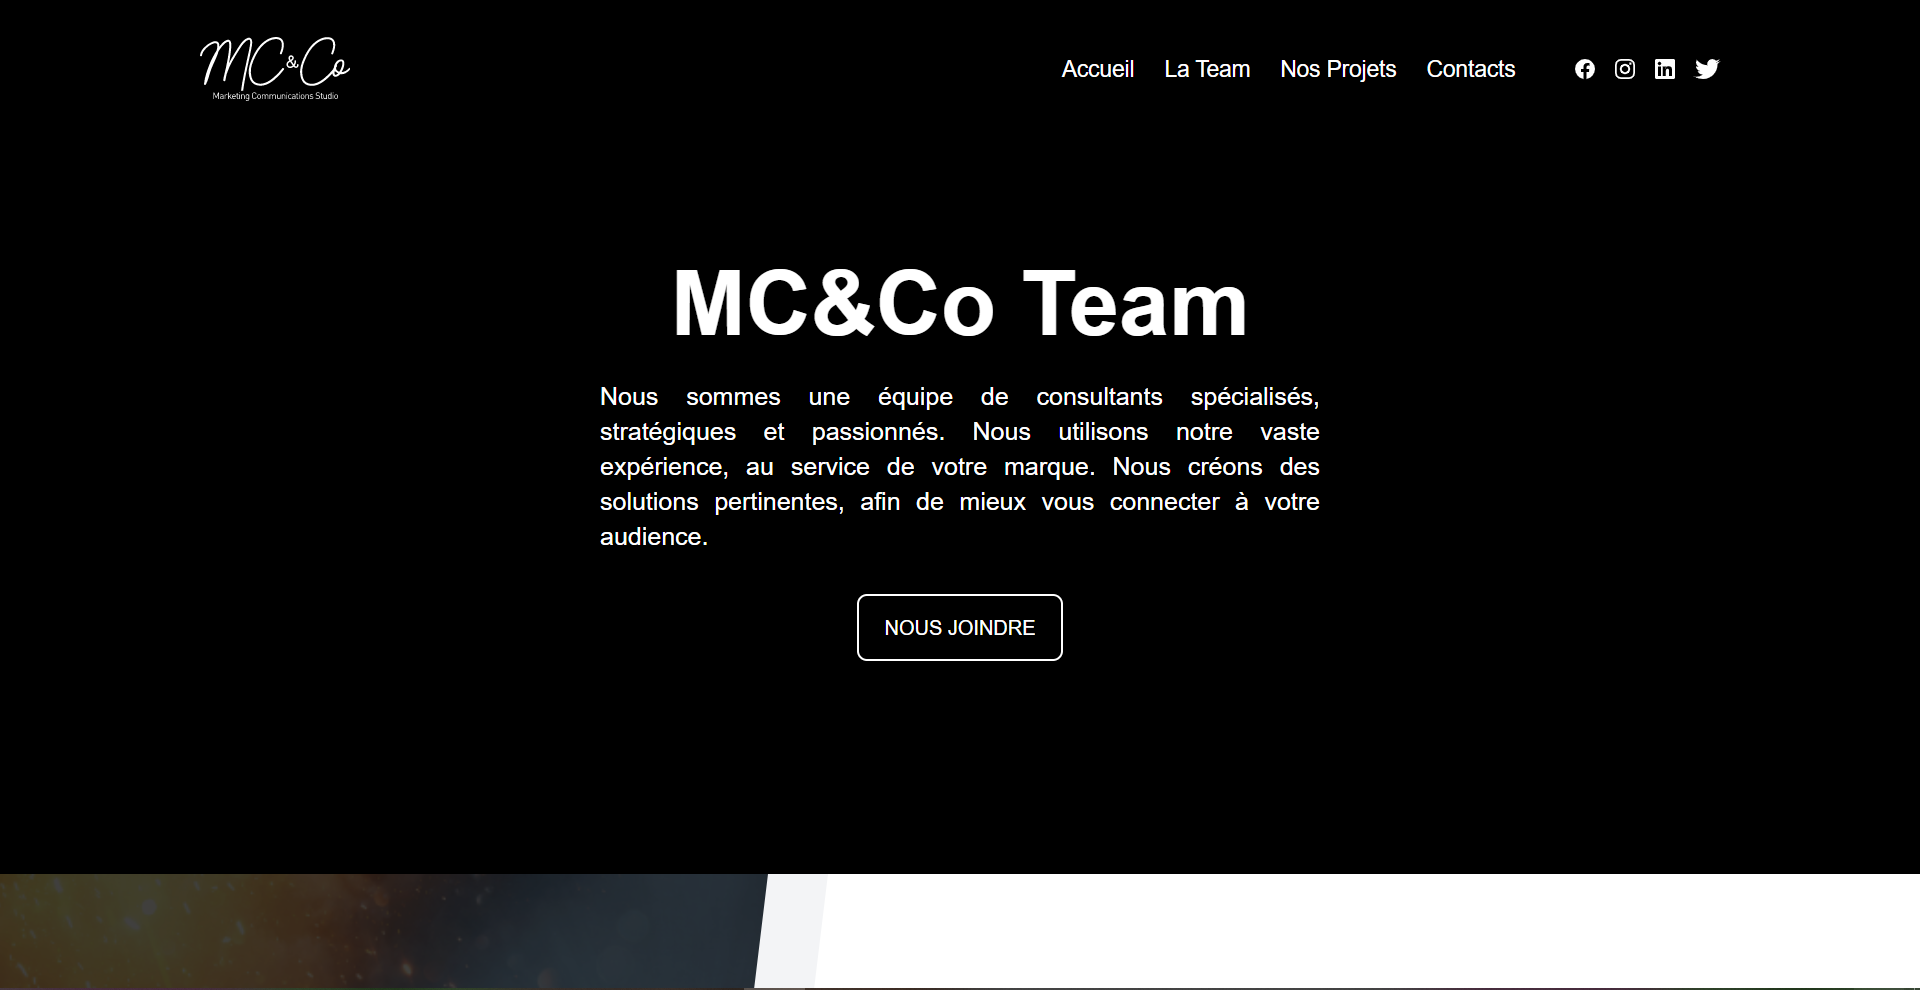 MC&Co
Marketing Communications Studio
Accueil La Team Nos Projets Contacts
MC&Co Team
Nous sommes une équipe de consultants spécialisés,
stratégiques et passionnés. Nous utilisons notre vaste
expérience, au service de votre marque. Nous créons des
solutions pertinentes, afin de mieux vous connecter à votre
audience.
NOUS JOINDRE